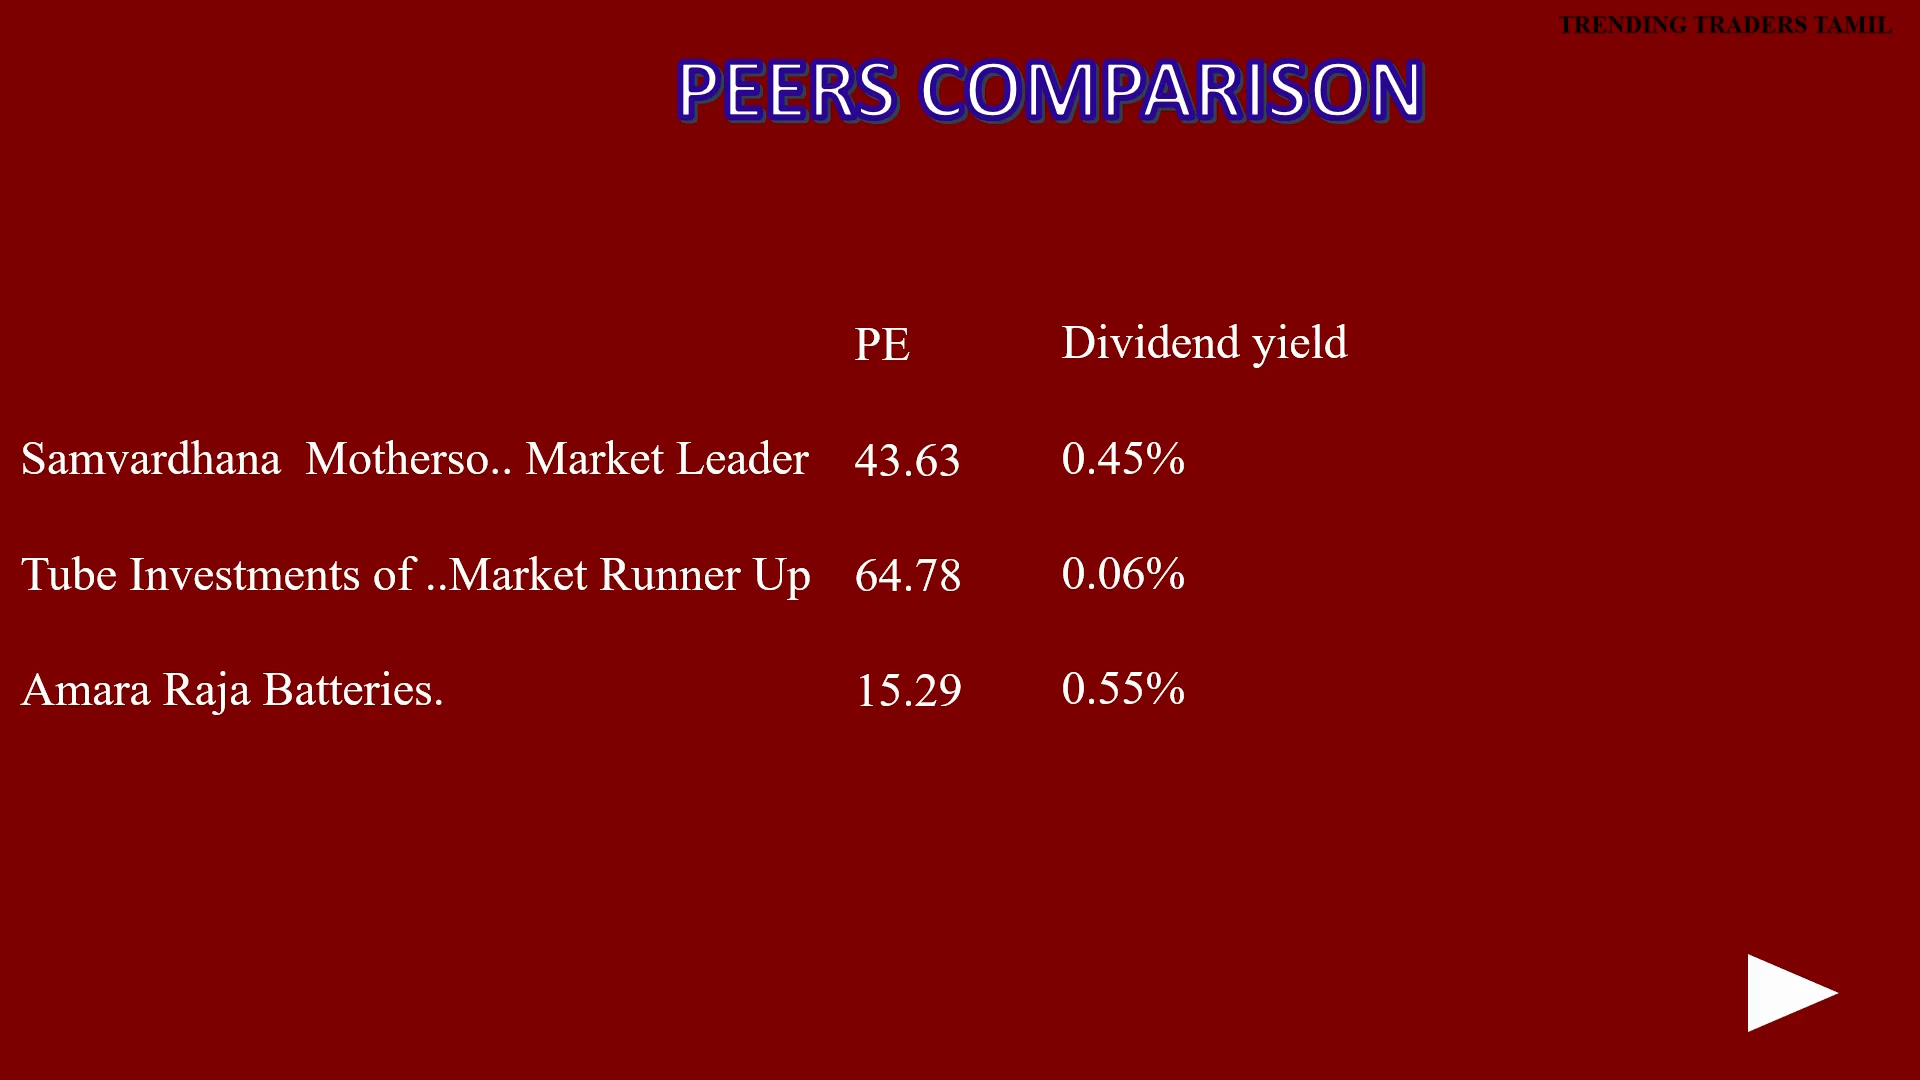 TRENDING TRADERS TAMIL
PEERS COMPARISON
PE Dividend yield
Samvardhana  Motherso.. Market Leader 43.63 0.45%
Tube Investments of ..Market Runner Up 64.78 0.06%
Amara Raja Batteries. 15.29 0.55%